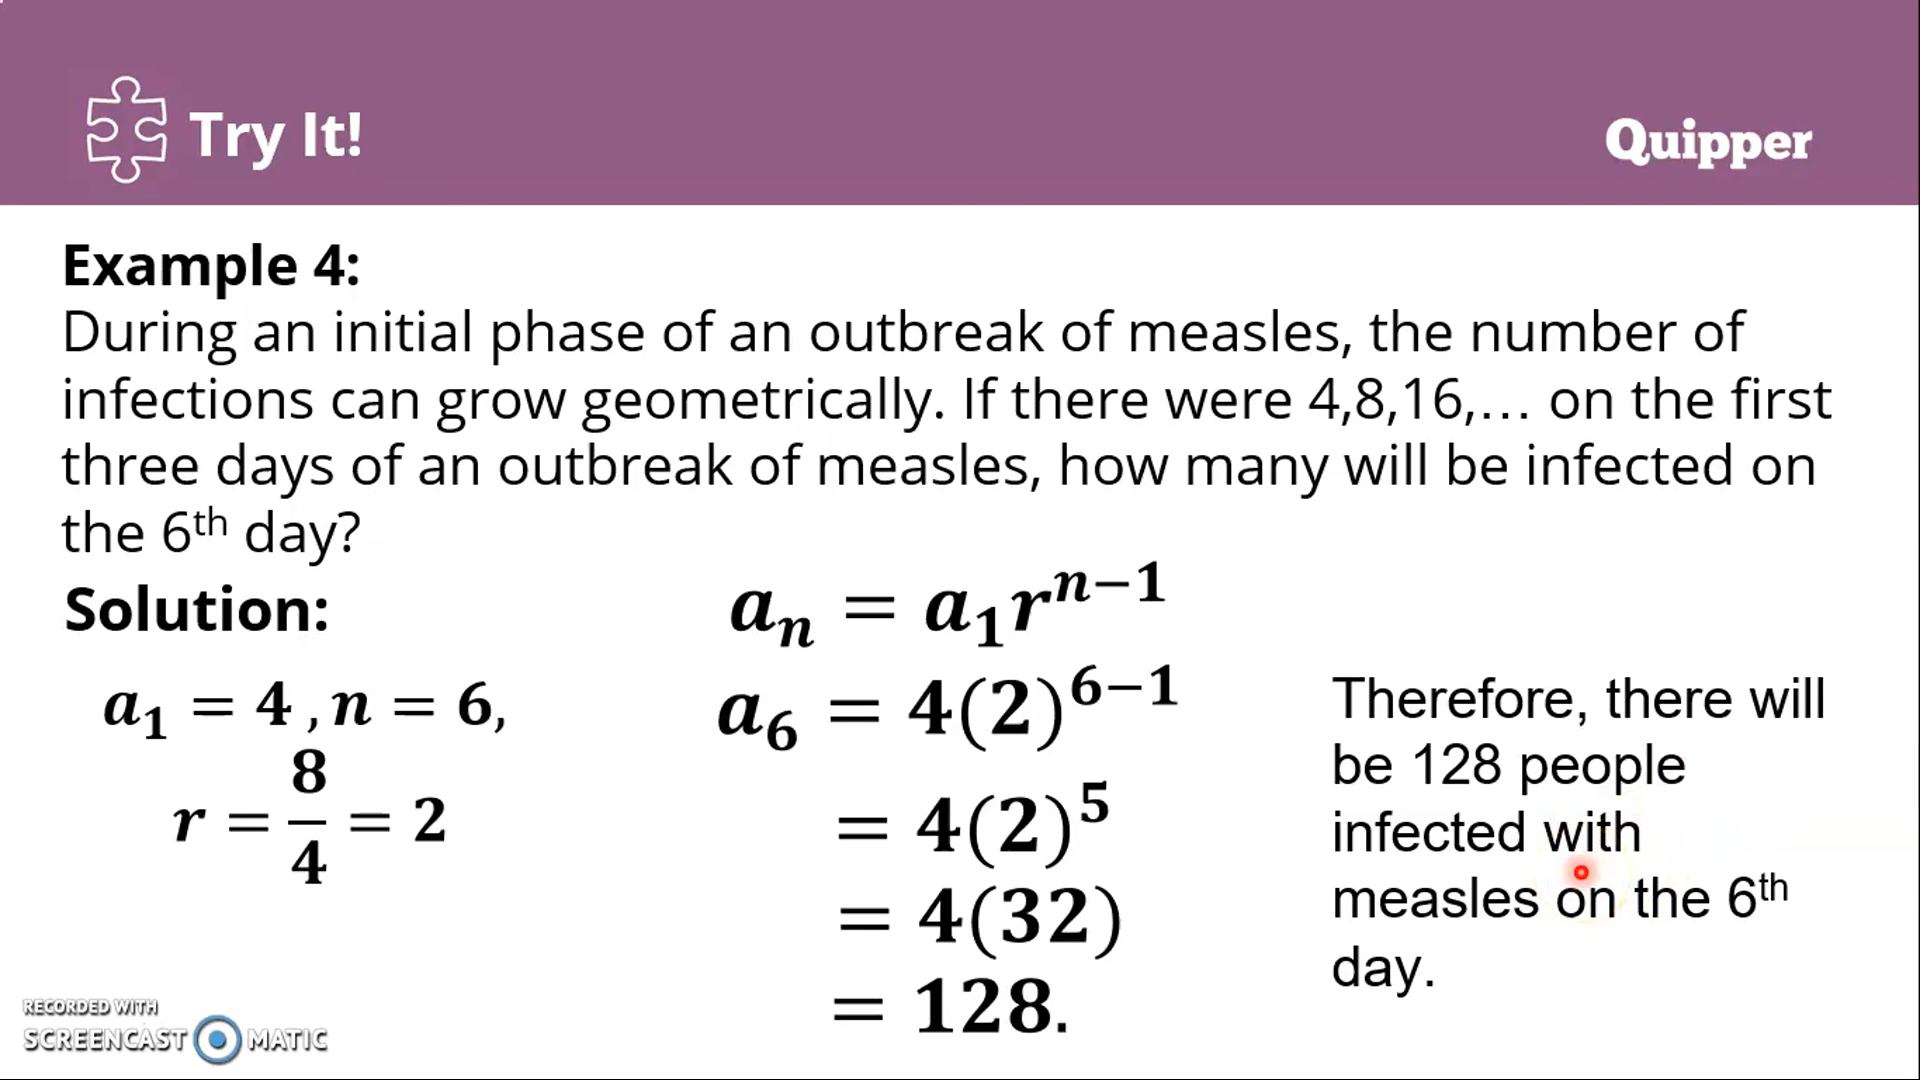 Try It!
Quipper
Example 4:
During an initial phase of an outbreak of measles, the number of
infections can grow geometrically. If there were 4,8,16,… on the first
three days of an outbreak of measles, how many will be infected on
the 6th day?
Solution:
a₁ = 4 , n = 6,
r = 8/4 = 2
aₙ = a₁rⁿ⁻¹
a₆ = 4(2)⁶⁻¹
= 4(2)⁵
= 4(32)
= 128.
Therefore, there will
be 128 people
infected with
measles on the 6th
day.
RECORDED WITH
SCREENCAST MATIC